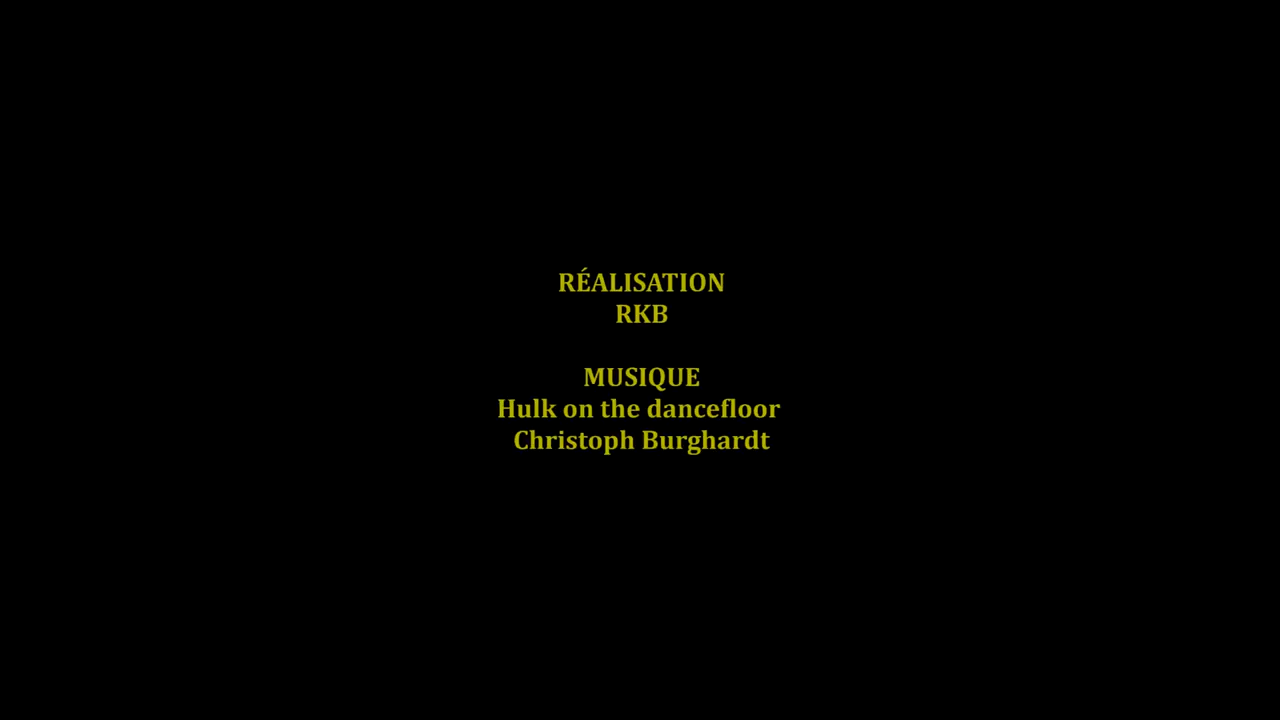 RÉALISATION
RKB
MUSIQUE
Hulk on the dancefloor
Christoph Burghardt